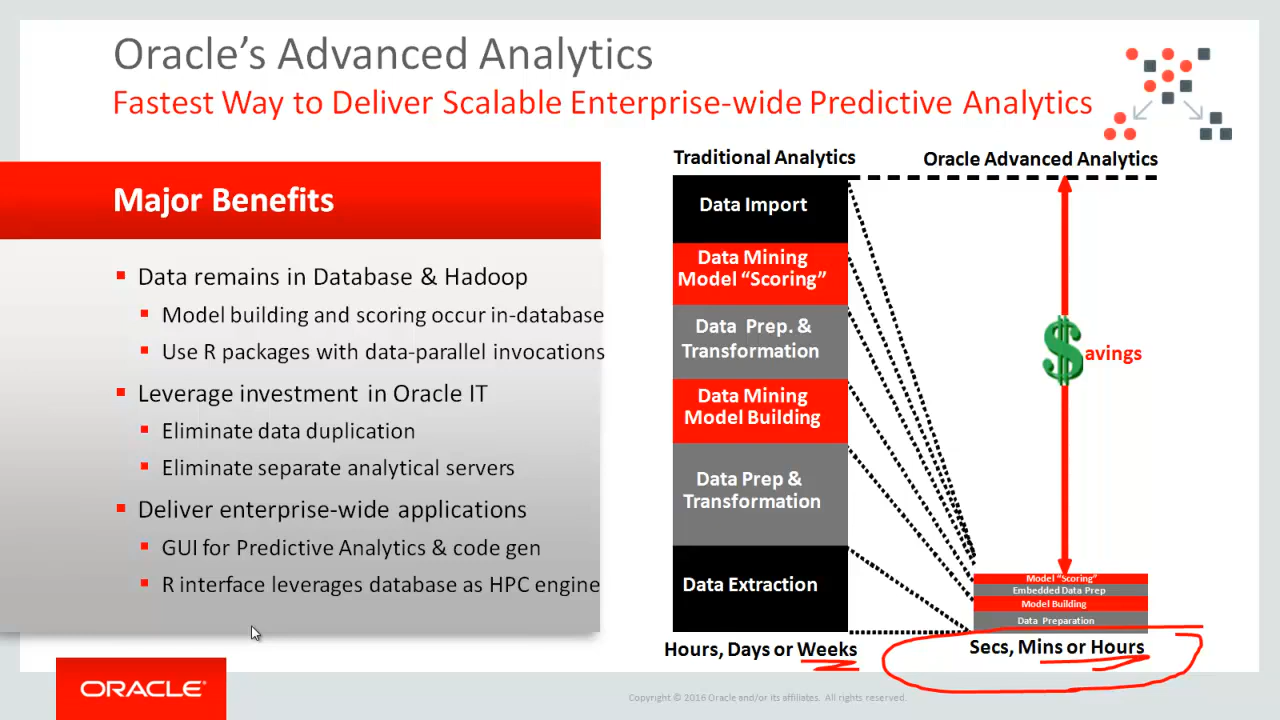 Oracle's Advanced Analytics
Fastest Way to Deliver Scalable Enterprise-wide Predictive Analytics
Major Benefits
Data remains in Database & Hadoop
Model building and scoring occur in-database
Use R packages with data-parallel invocations
Leverage investment in Oracle IT
Eliminate data duplication
Eliminate separate analytical servers
Deliver enterprise-wide applications
GUI for Predictive Analytics & code gen
R interface leverages database as HPC engine
Traditional Analytics
Data Import
Data Mining
Model “Scoring”
Data Prep. &
Transformation
Data Mining
Model Building
Data Prep &
Transformation
Data Extraction
Hours, Days or Weeks
Oracle Advanced Analytics
$avings
Model “Scoring”
Embedded Data Prep
Model Building
Data Preparation
Secs, Mins or Hours
ORACLE
Copyright © 2016 Oracle and/or its affiliates. All rights reserved.